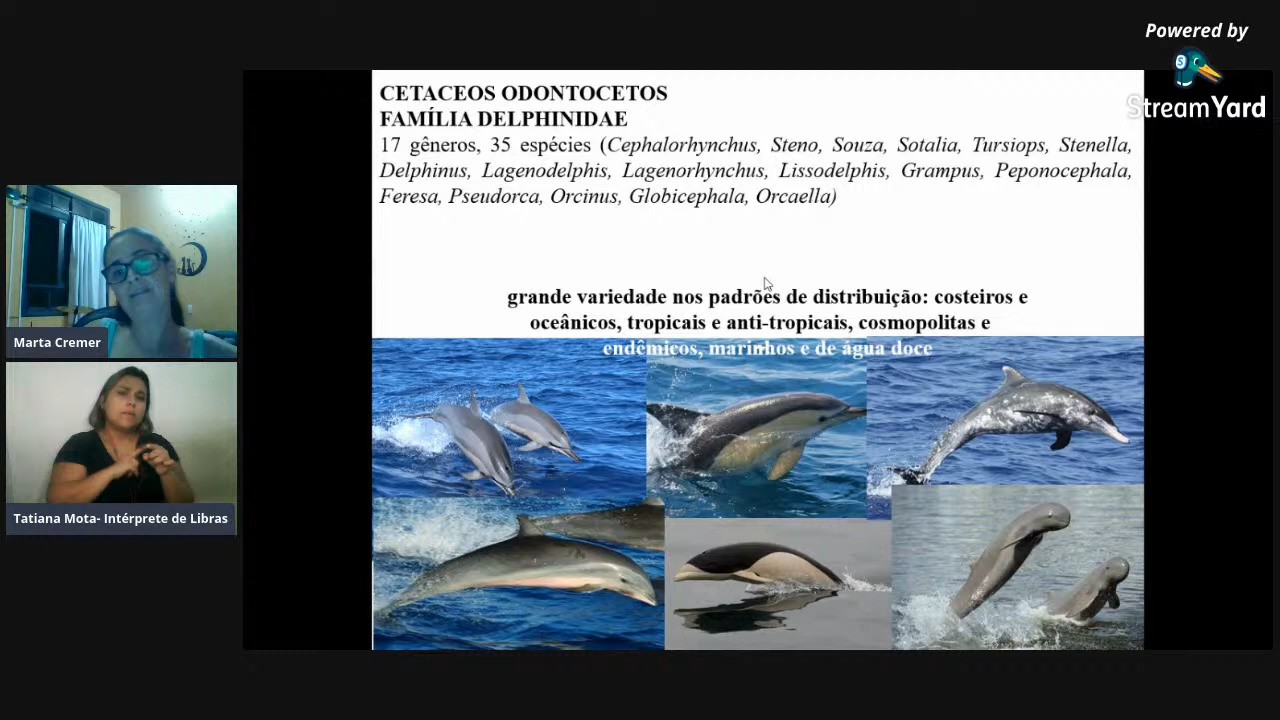 Powered by
StreamYard
CETACEOS ODONTOCETOS
FAMÍLIA DELPHINIDAE
17 gêneros, 35 espécies (Cephalorhynchus, Steno, Souza, Sotalia, Tursiops, Stenella,
Delphinus, Lagenodelphis, Lagenorhynchus, Lissodelphis, Grampus, Peponocephala,
Feresa, Pseudorca, Orcinus, Globicephala, Orcaella)
grande variedade nos padrões de distribuição: costeiros e
oceânicos, tropicais e anti-tropicais, cosmopolitas e
endêmicos, marinhos e de água doce
Marta Cremer
Tatiana Mota- Intérprete de Libras